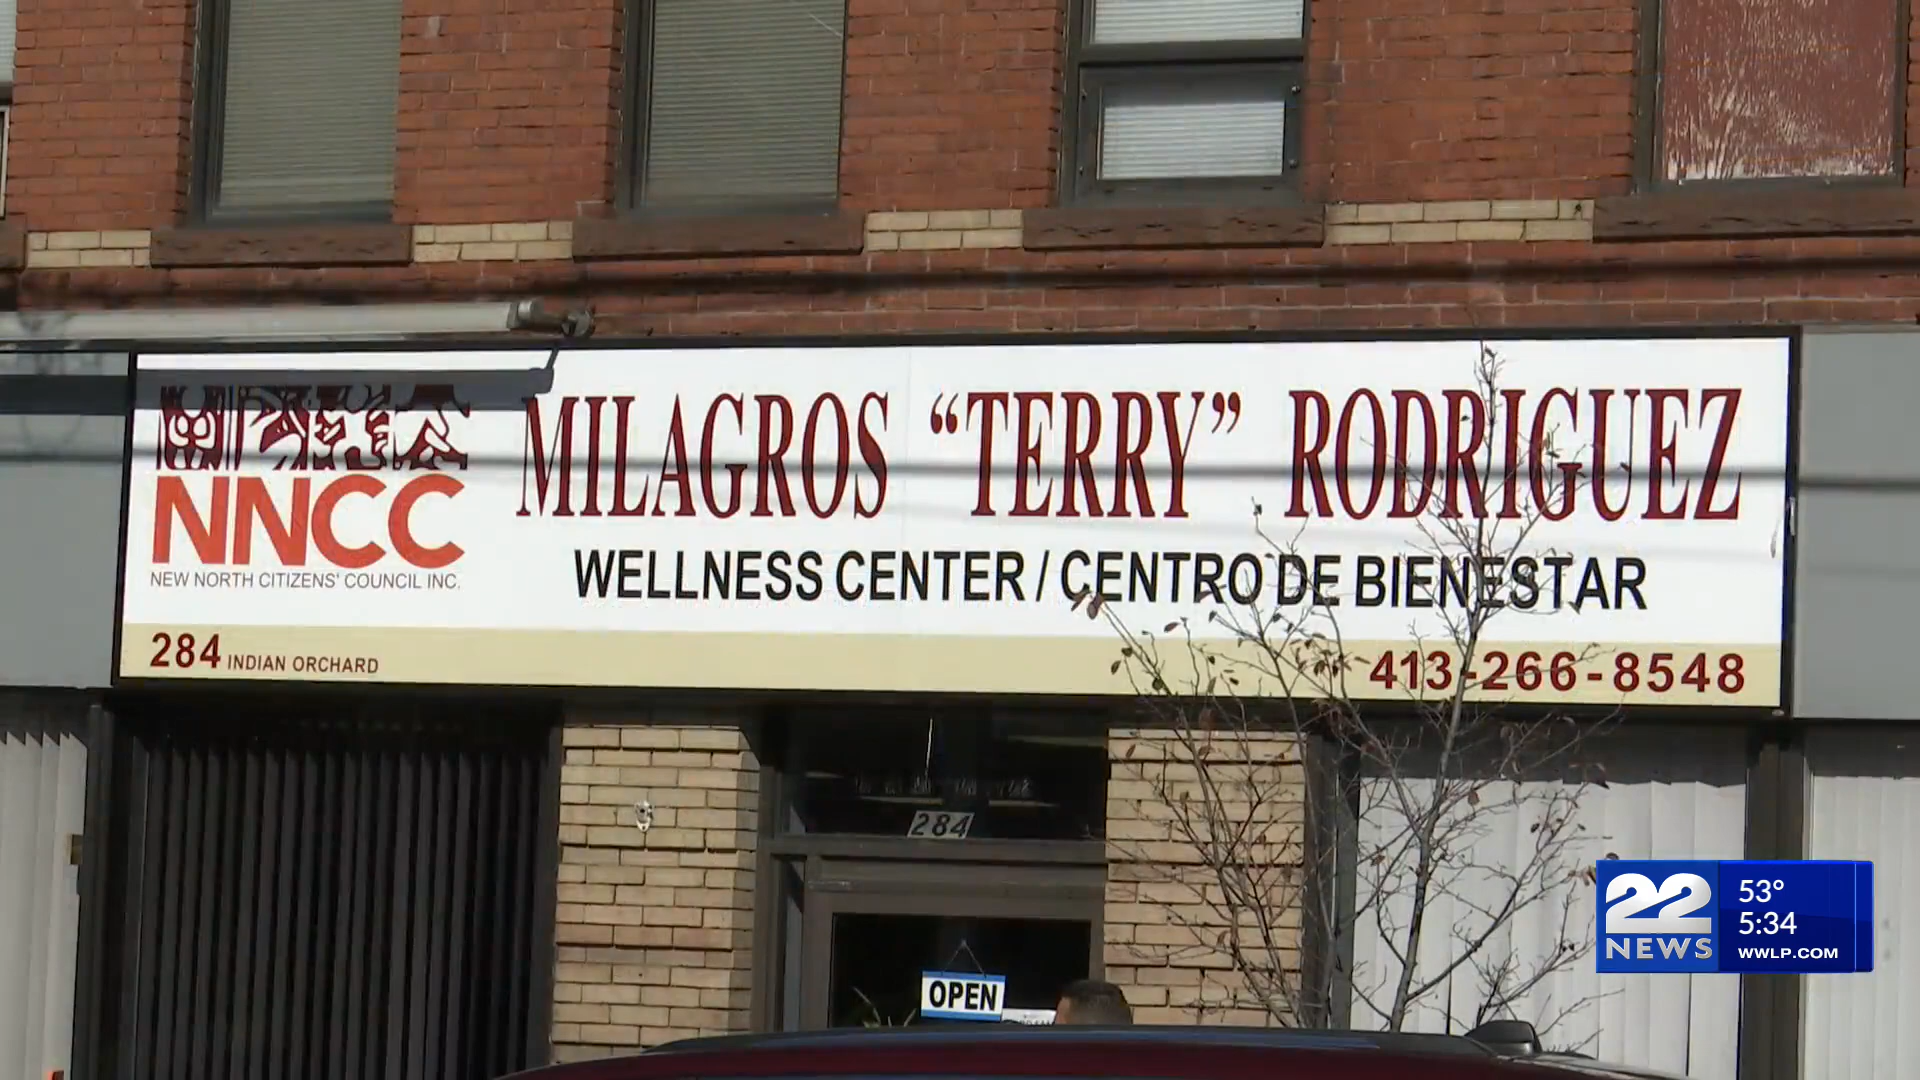 MILAGROS “TERRY” RODRIGUEZ
NNCC
NEW NORTH CITIZENS' COUNCIL INC.
WELLNESS CENTER / CENTRO DE BIENESTAR
284 INDIAN ORCHARD
413-266-8548
284
OPEN
22
NEWS
53°
5:34
WWLP.COM